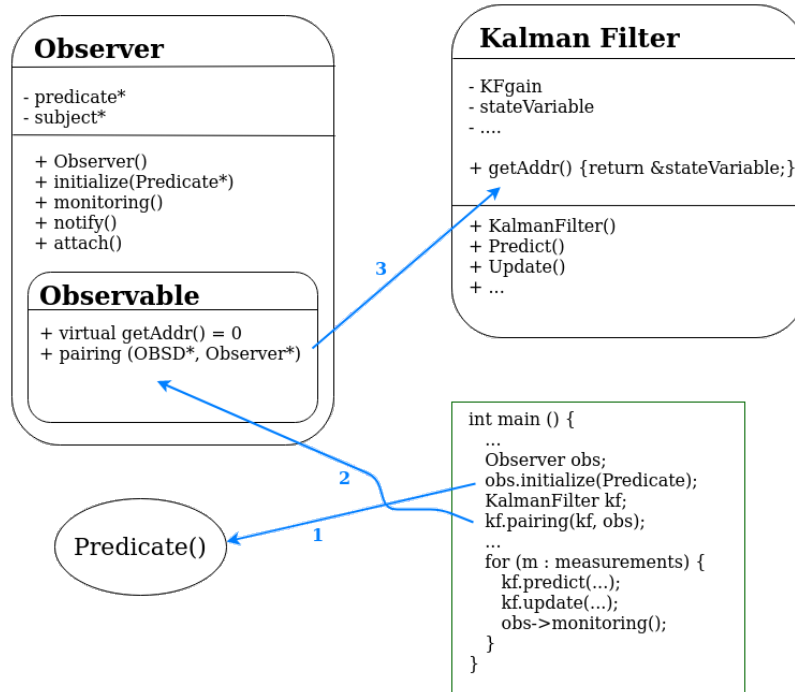 Observer
- predicate*
- subject*
+ Observer()
+ initialize(Predicate*)
+ monitoring()
+ notify()
+ attach()
Observable
+ virtual getAddr() = 0
+ pairing (OBSD*, Observer*)
Kalman Filter
- KFgain
- stateVariable
- ....
+ getAddr() {return &stateVariable;}
+ KalmanFilter()
+ Predict()
+ Update()
+ ...
3
2
1
Predicate()
int main () {
...
Observer obs;
obs.initialize(Predicate);
KalmanFilter kf;
kf.pairing(kf, obs);
...
for (m : measurements) {
kf.predict(...);
kf.update(...);
obs->monitoring();
}
}